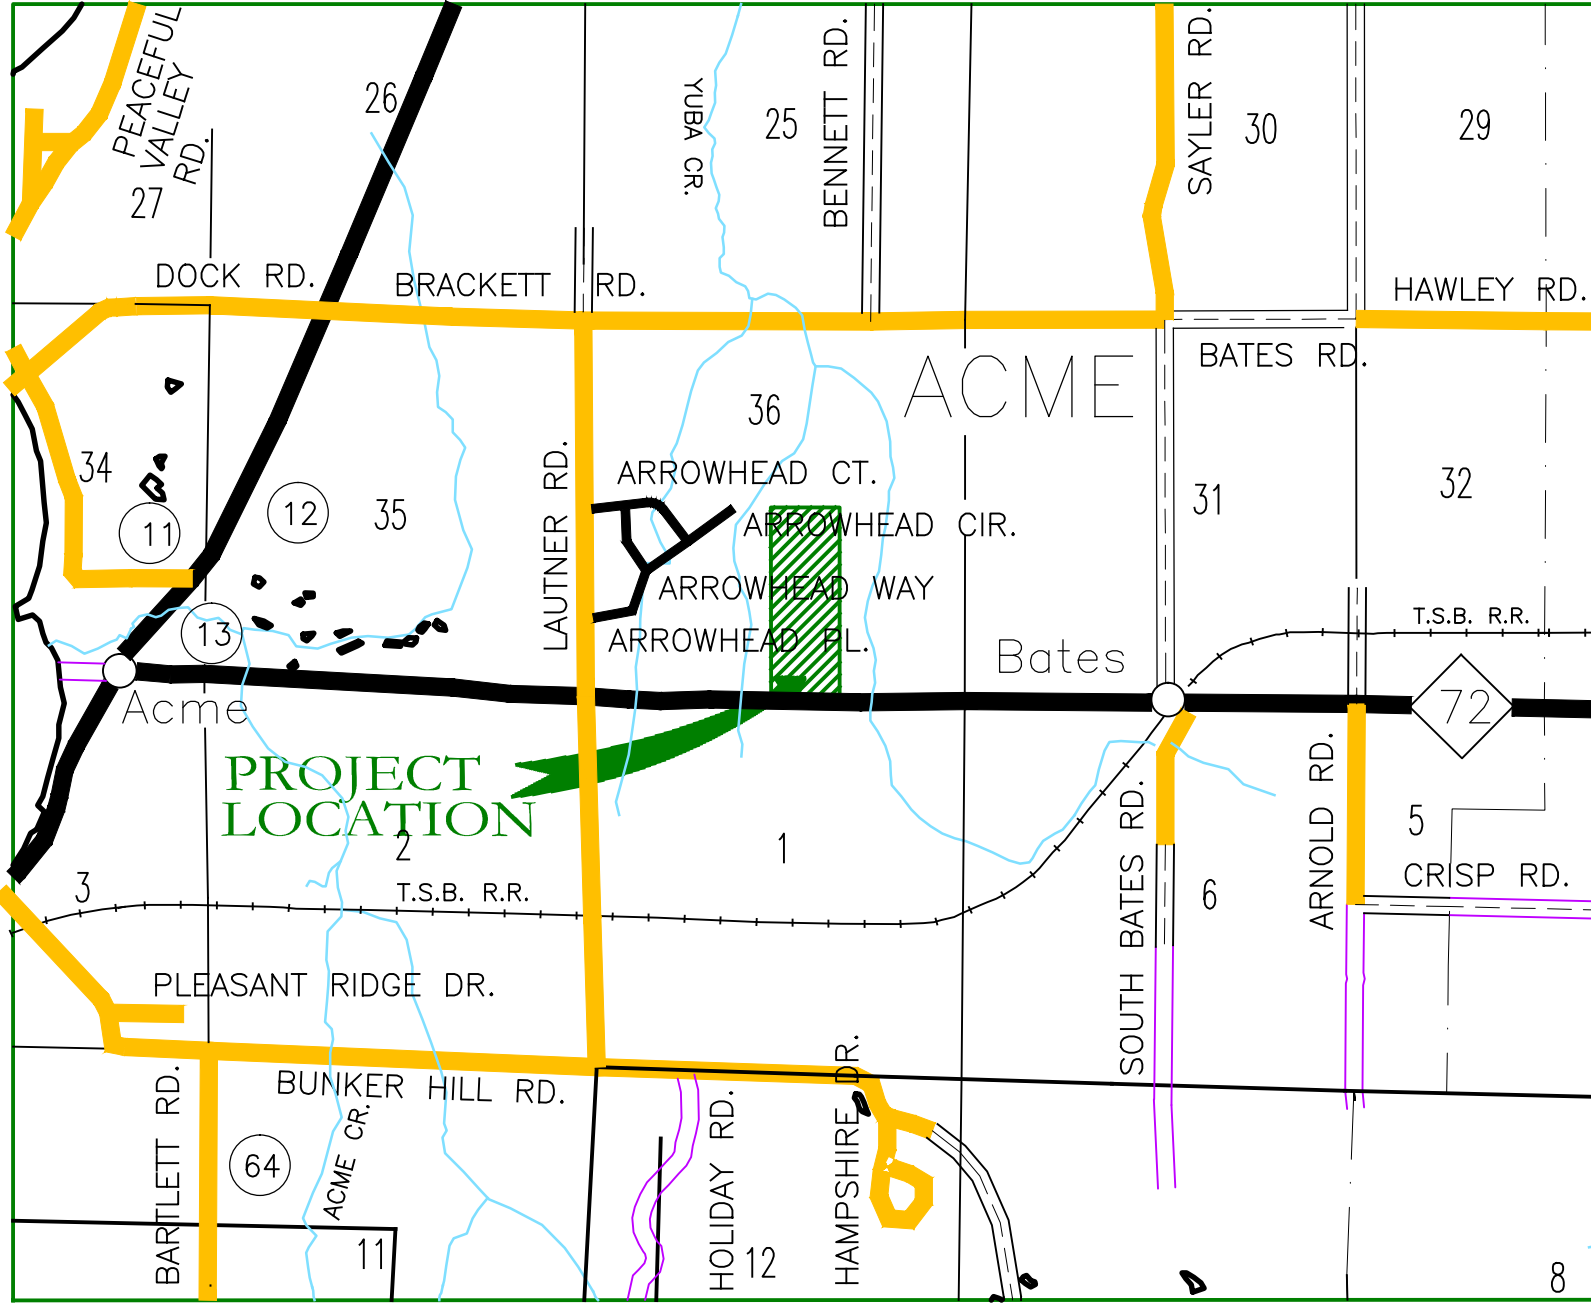 PEACEFUL
VALLEY
RD.
26
27
YUBA CR.
25
BENNETT RD.
SAYLER RD.
30
29
DOCK RD.
BRACKETT RD.
HAWLEY RD.
BATES RD.
ACME
36
34
11
12
35
13
LAUTNER RD.
ARROWHEAD CT.
ARROWHEAD CIR.
ARROWHEAD WAY
ARROWHEAD PL.
31
32
T.S.B. R.R.
Bates
72
Acme
PROJECT
LOCATION
2
1
3
T.S.B. R.R.
SOUTH BATES RD.
6
ARNOLD RD.
5
CRISP RD.
PLEASANT RIDGE DR.
BUNKER HILL RD.
BARTLETT RD.
64
ACME CR.
11
HOLIDAY RD.
12
HAMPSHIRE DR.
8